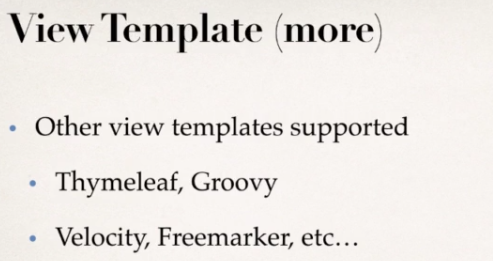 View Template (more)
Other view templates supported
Thymeleaf, Groovy
Velocity, Freemarker, etc…